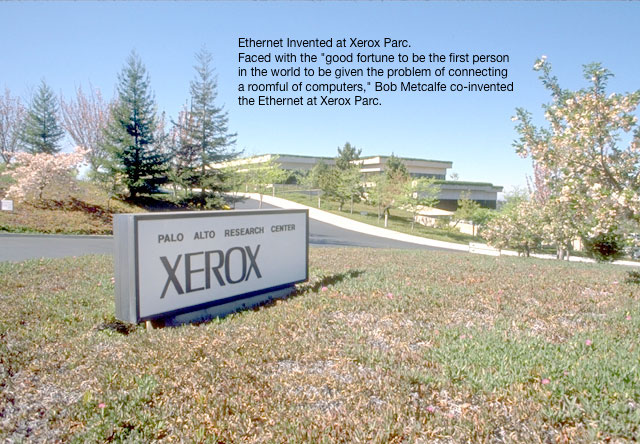 Ethernet Invented at Xerox Parc.
Faced with the "good fortune to be the first person
in the world to be given the problem of connecting
a roomful of computers," Bob Metcalfe co-invented
the Ethernet at Xerox Parc.
PALO ALTO RESEARCH CENTER
XEROX